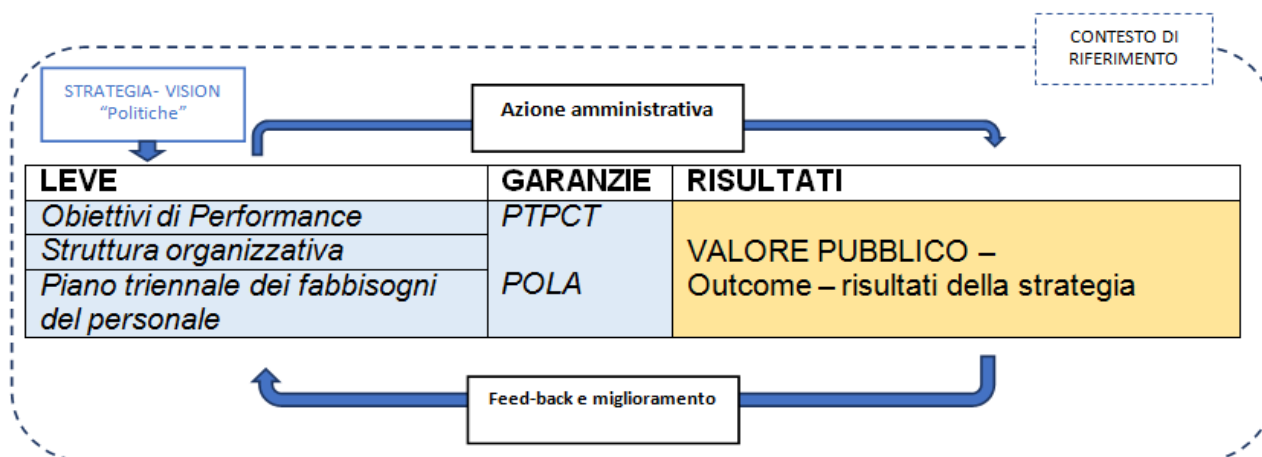 CONTESTO DI
RIFERIMENTO
STRATEGIA- VISION
“Politiche”
Azione amministrativa
LEVE
GARANZIE
RISULTATI
Obiettivi di Performance
PTPCT
Struttura organizzativa
VALORE PUBBLICO –
Piano triennale dei fabbisogni
POLA
Outcome – risultati della strategia
del personale
Feed-back e miglioramento